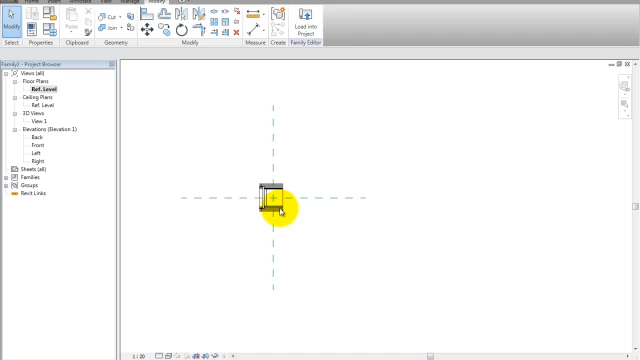 Modify
Cut
Join
Paste
Load into
Project
Modify
Select
Properties
Clipboard
Geometry
Modify
Measure
Create
Family Editor
Family2 - Project Browser
Views (all)
Floor Plans
Ref. Level
Ceiling Plans
Ref. Level
3D Views
View 1
Elevations (Elevation 1)
Back
Front
Left
Right
Sheets (all)
Families
Groups
Revit Links
1 : 20